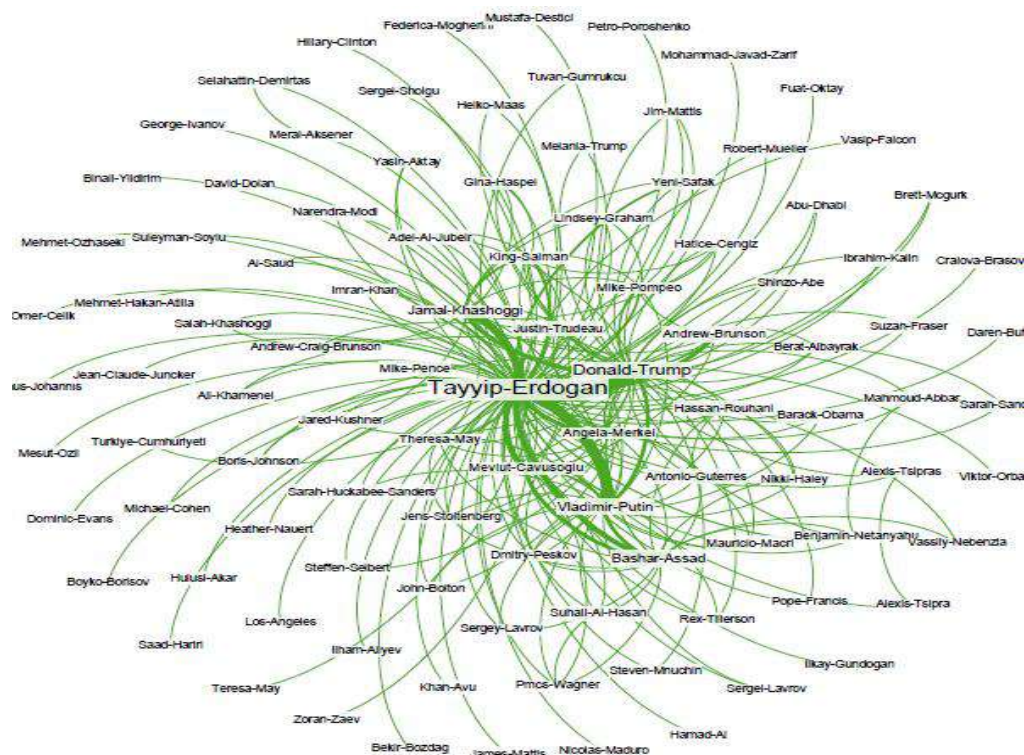 Federica-Mogherini
Mustafa-Destici
Petro-Poroshenko
Hillary-Clinton
Mohammad-Javad-Zarif
Selahattin-Demirtas
Sergei-Shoigu
Tuvan-Gumrukcu
Fuat-Oktay
Heiko-Maas
Jim-Mattis
George-Ivanov
Meral-Aksener
Melania-Trump
Robert-Mueller
Vasip-Falcon
Yasin-Aktay
Binali-Yildirim
David-Dolan
Gina-Haspel
Yeni-Safak
Abu-Dhabi
Brett-Mcgurk
Narendra-Modi
Lindsey-Graham
Mehmet-Ozhaseki
Suleyman-Soylu
Adel-Al-Jubeir
Hatice-Cengiz
Al-Saud
King-Salman
Ibrahim-Kalin
Craiova-Brasov
Imran-Khan
Mike-Pompeo
Shinzo-Abe
Mehmet-Hakan-Atilla
Omer-Celik
Jamal-Khashoggi
Salah-Khashoggi
Justin-Trudeau
Andrew-Brunson
Suzan-Fraser
Daren-But
Andrew-Craig-Brunson
Berat-Albayrak
Mike-Pence
Donald-Trump
us-Johannis
Jean-Claude-Juncker
Tayyip-Erdogan
Ali-Khamenei
Mahmoud-Abbar
Sarah-Sand
Jared-Kushner
Hassan-Rouhani
Barack-Obama
Mesut-Ozil
Turkiye-Cumhuriyeti
Theresa-May
Angela-Merkel
Boris-Johnson
Mevlut-Cavusoglu
Antonio-Guterres
Nikki-Haley
Alexis-Tsipras
Viktor-Orba
Sarah-Huckabee-Sanders
Dominic-Evans
Michael-Cohen
Vladimir-Putin
Heather-Nauert
Jens-Stoltenberg
Mauricio-Macri
Benjamin-Netanyahu
Vassily-Nebenzia
Dmitry-Peskov
Bashar-Assad
Steffen-Seibert
Boyko-Borisov
Hulusi-Akar
John-Bolton
Pope-Francis
Alexis-Tsipra
Los-Angeles
Suhail-Al-Hasan
Rex-Tillerson
Sergey-Lavrov
Saad-Hariri
Ilham-Aliyev
Steven-Mnuchin
Ilkay-Gundogan
Teresa-May
Khan-Avu
Pmcs-Wagner
Sergei-Lavrov
Zoran-Zaev
Hamad-Al
Bekir-Bozdag
James-Mattis
Nicolas-Maduro